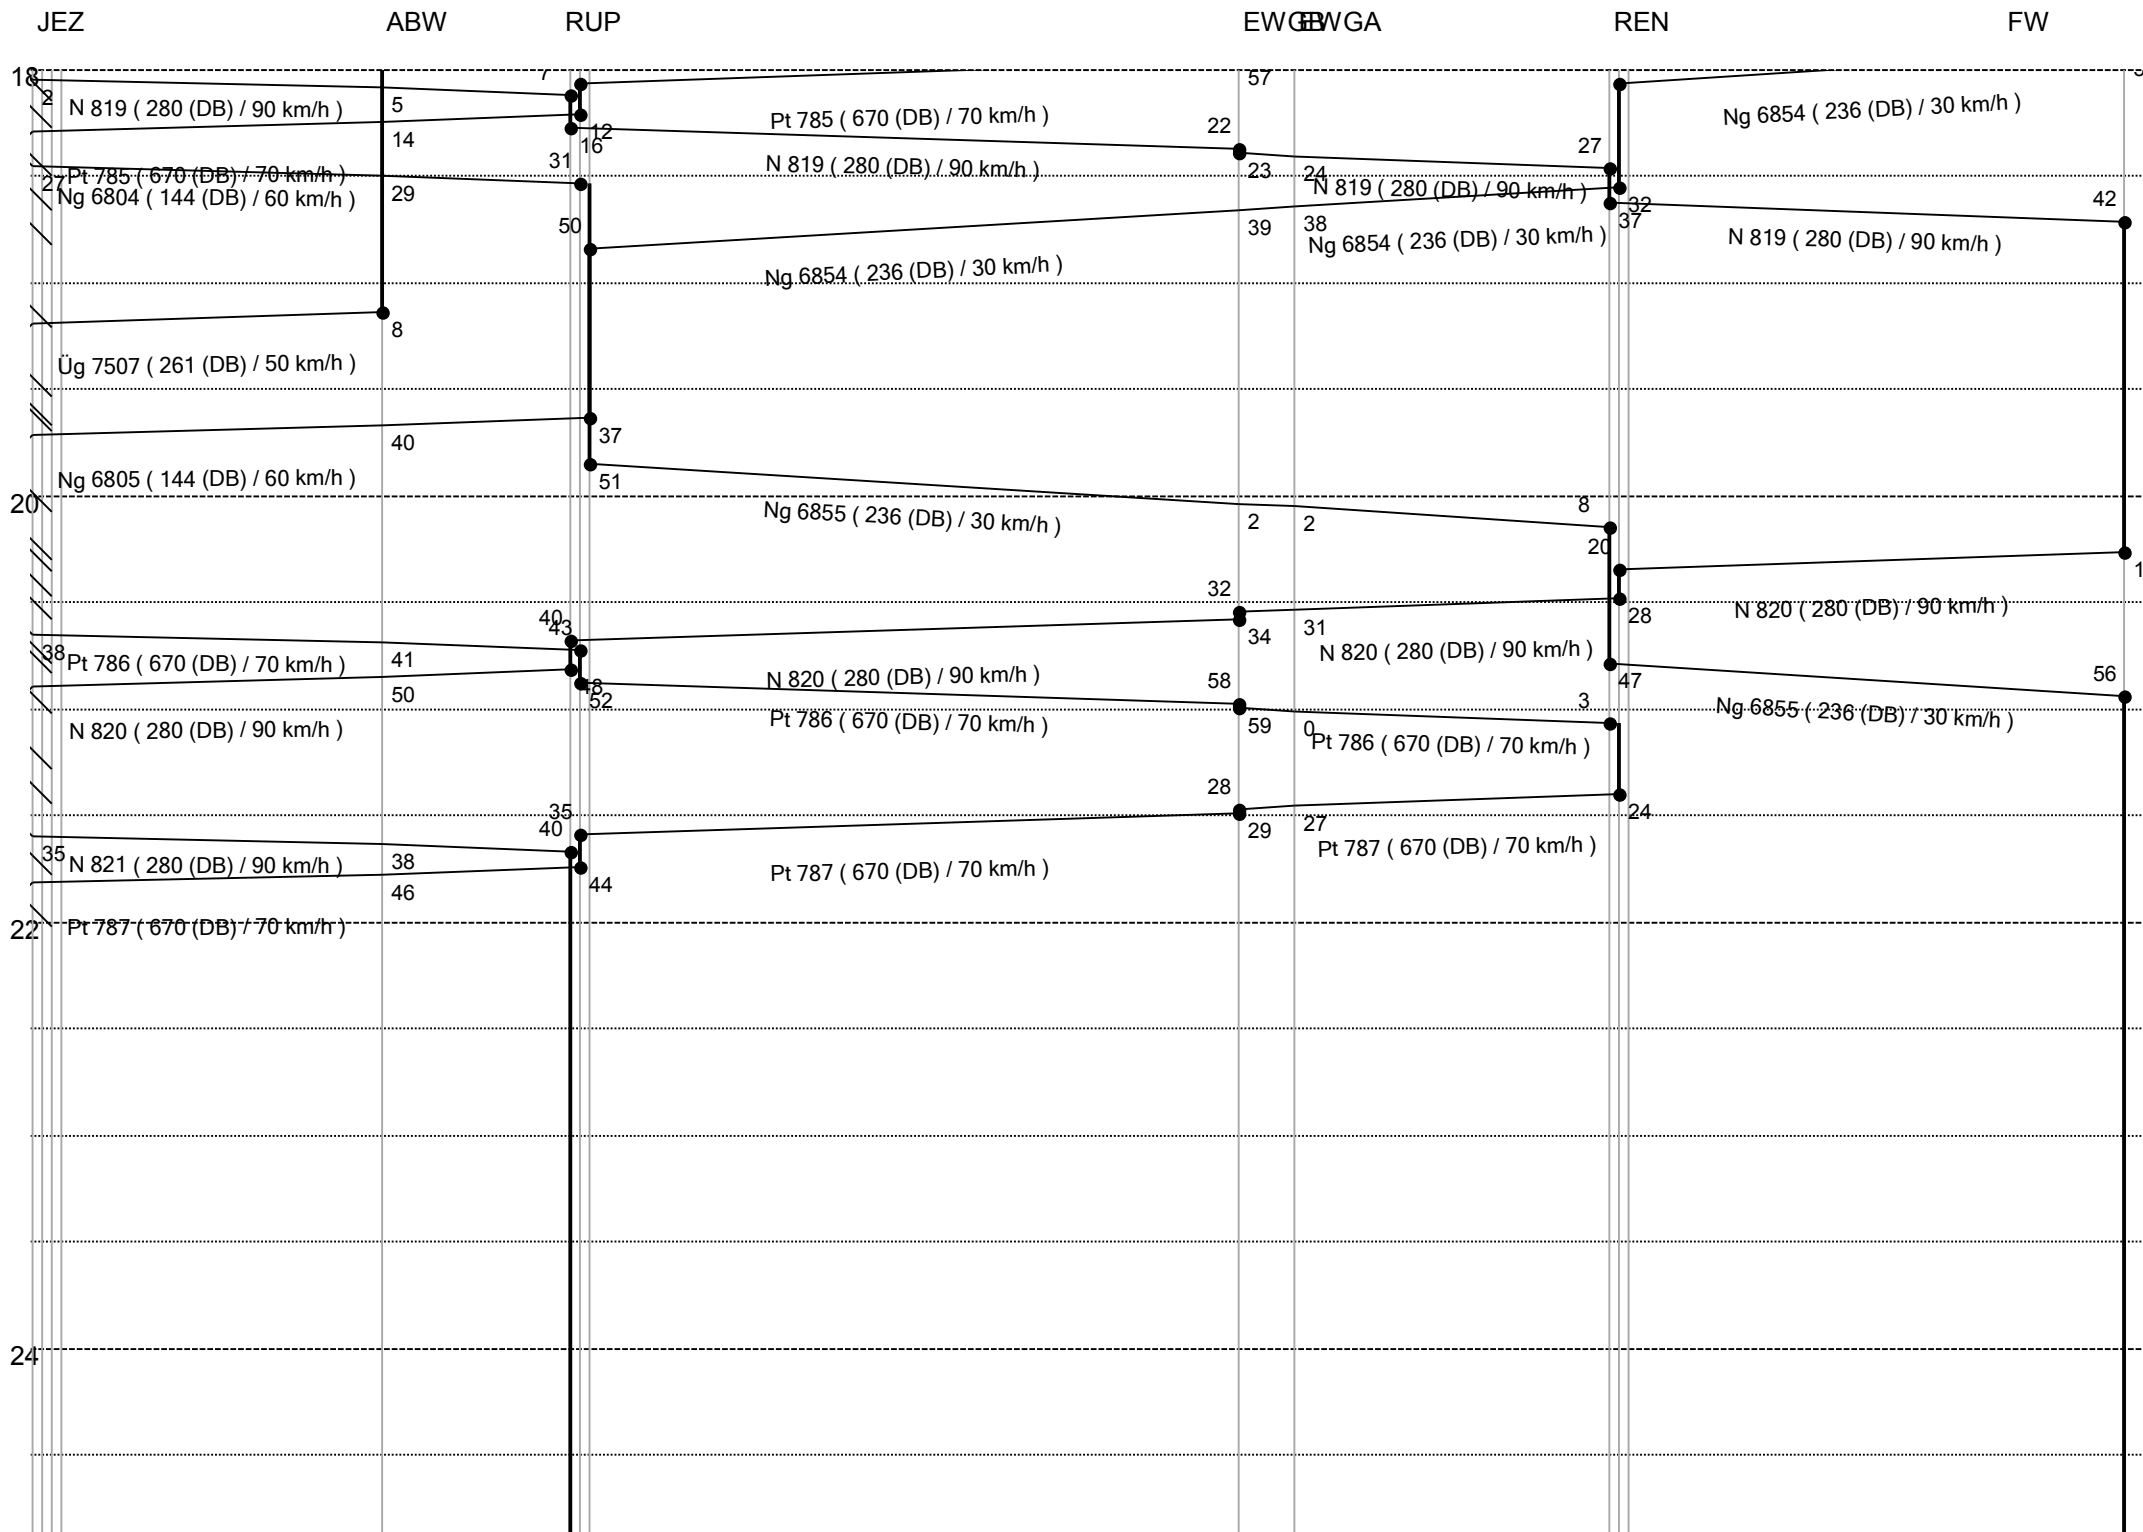 JEZ ABW RUP EWGB EWGA REN FW
18
7
57
2
N 819 ( 280 (DB) / 90 km/h )
5
Pt 785 ( 670 (DB) / 70 km/h )
Ng 6854 ( 236 (DB) / 30 km/h )
14
12
16
22
27
31
N 819 ( 280 (DB) / 90 km/h )
23
24
Pt 785 ( 670 (DB) / 70 km/h )
27
Ng 6804 ( 144 (DB) / 60 km/h )
29
N 819 ( 280 (DB) / 90 km/h )
32
37
42
50
39
38
Ng 6854 ( 236 (DB) / 30 km/h )
N 819 ( 280 (DB) / 90 km/h )
Ng 6854 ( 236 (DB) / 30 km/h )
8
Üg 7507 ( 261 (DB) / 50 km/h )
40
37
Ng 6805 ( 144 (DB) / 60 km/h )
51
20
Ng 6855 ( 236 (DB) / 30 km/h )
2
2
8
20
1
32
40
43
34
31
28
N 820 ( 280 (DB) / 90 km/h )
38
Pt 786 ( 670 (DB) / 70 km/h )
41
N 820 ( 280 (DB) / 90 km/h )
50
48
52
N 820 ( 280 (DB) / 90 km/h )
58
47
56
N 820 ( 280 (DB) / 90 km/h )
Pt 786 ( 670 (DB) / 70 km/h )
59
0
3
Pt 786 ( 670 (DB) / 70 km/h )
Ng 6855 ( 236 (DB) / 30 km/h )
28
35
40
29
27
24
35
N 821 ( 280 (DB) / 90 km/h )
38
Pt 787 ( 670 (DB) / 70 km/h )
46
44
Pt 787 ( 670 (DB) / 70 km/h )
22
Pt 787 ( 670 (DB) / 70 km/h )
24